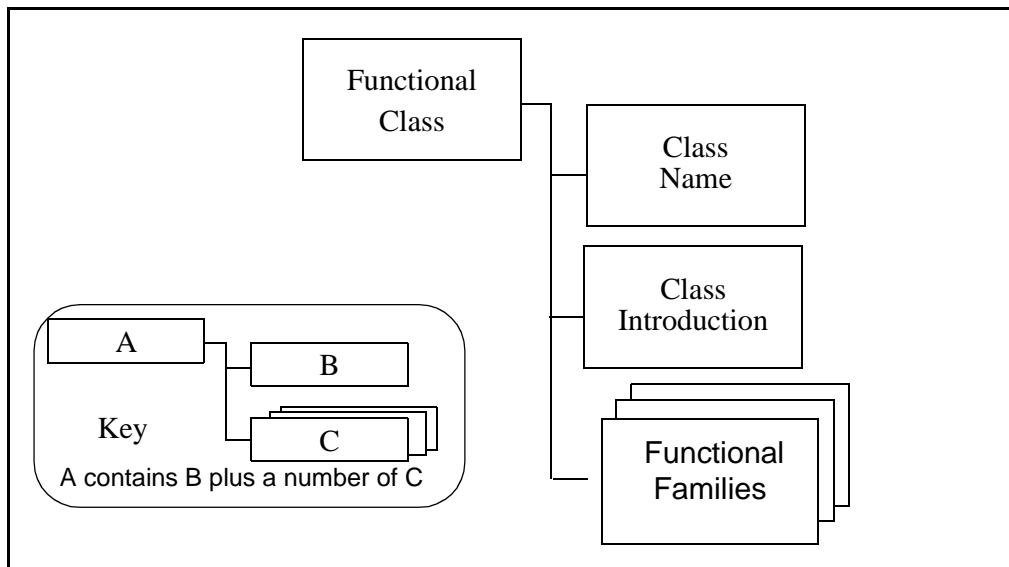 Functional
Class
Class
Name
Class
Introduction
Functional
Families
A
B
C
Key
A contains B plus a number of C